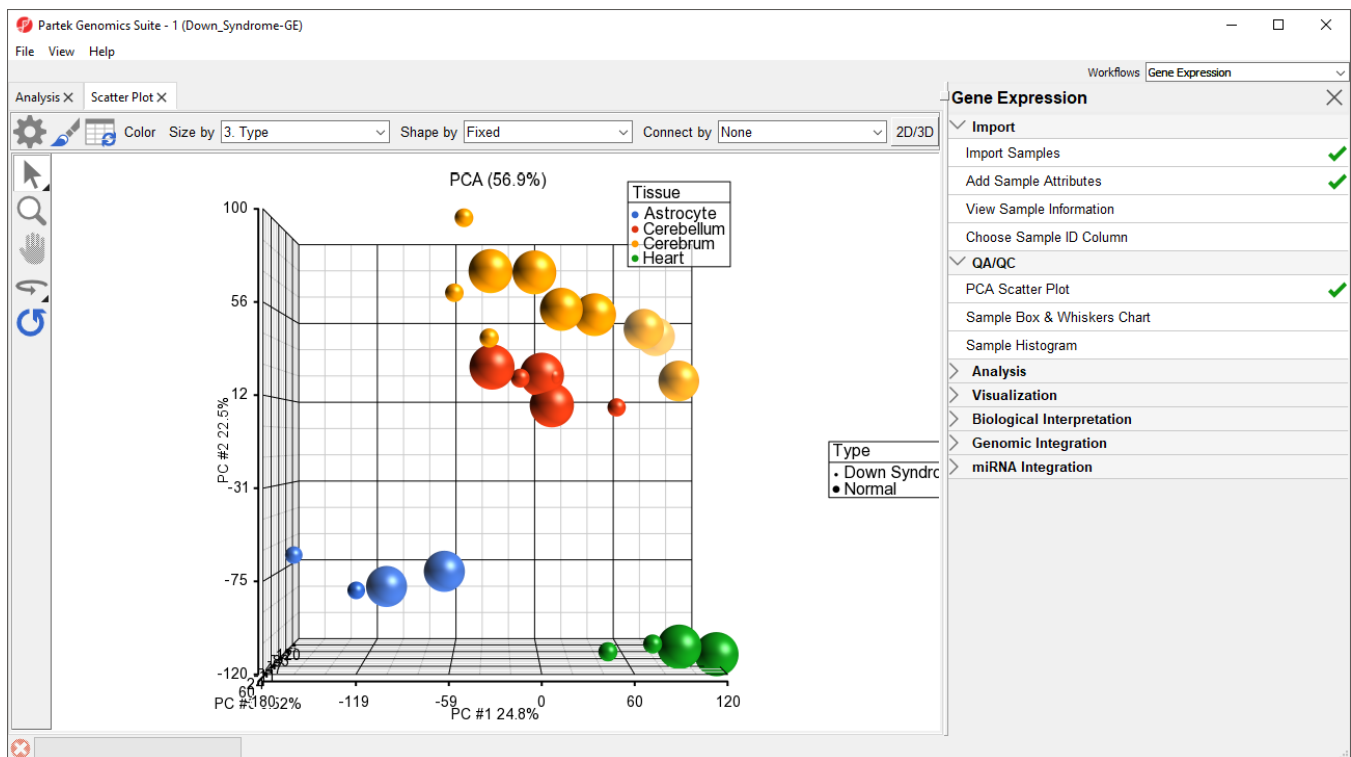 Partek Genomics Suite - 1 (Down_Syndrome-GE)
File View Help
Workflows Gene Expression
Analysis Scatter Plot
Gene Expression
Color Size by 3. Type Shape by Fixed Connect by None 2D/3D
Import
Import Samples
Add Sample Attributes
View Sample Information
Choose Sample ID Column
QA/QC
PCA Scatter Plot
Sample Box & Whiskers Chart
Sample Histogram
Analysis
Visualization
Biological Interpretation
Genomic Integration
miRNA Integration
PCA (56.9%)
Tissue
Astrocyte
Cerebellum
Cerebrum
Heart
100
56
12
-31
-75
-120
PC #2 22.5%
Type
Down Syndro
Normal
-180 -119 -59 0 60 120
PC #1 24.8%